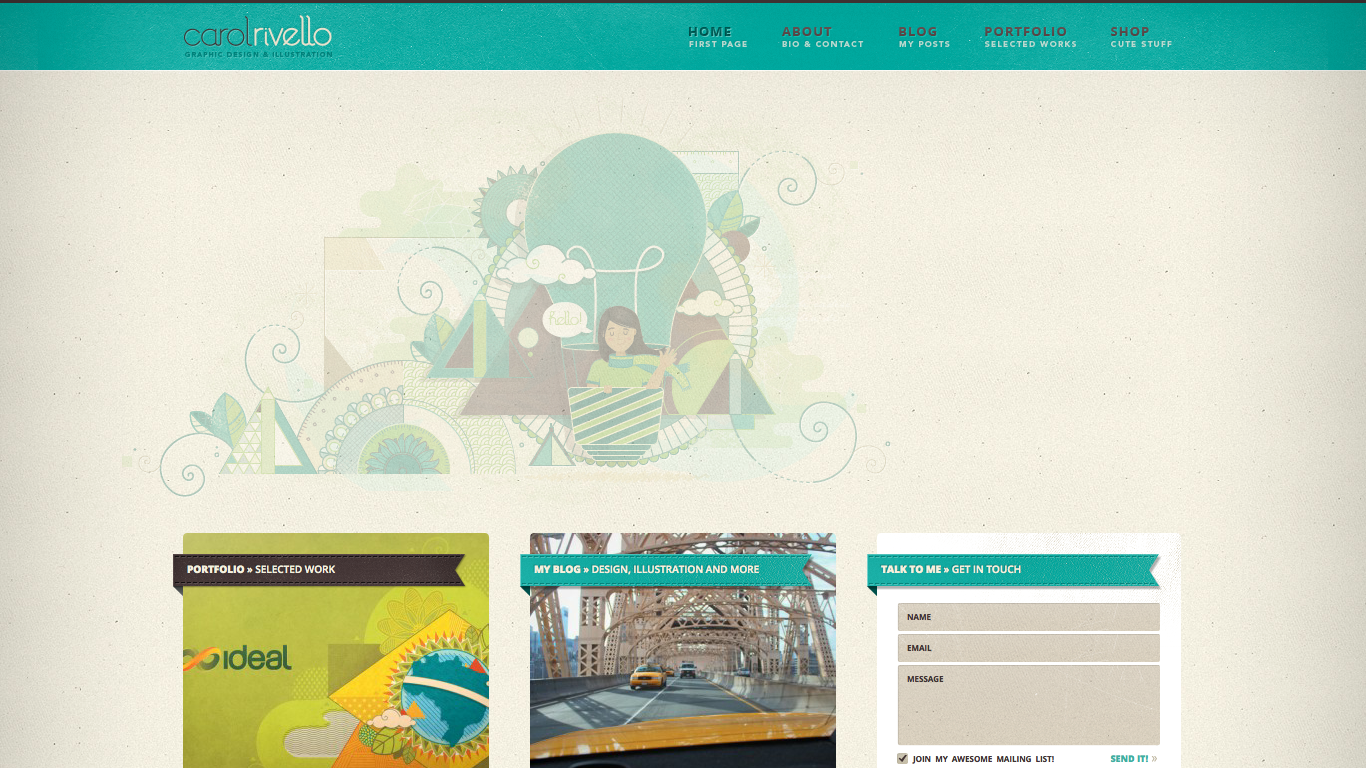 carolrivello
GRAPHIC DESIGN & ILLUSTRATION
HOME
FIRST PAGE
ABOUT
BIO & CONTACT
BLOG
MY POSTS
PORTFOLIO
SELECTED WORKS
SHOP
CUTE STUFF
hello!
PORTFOLIO » SELECTED WORK
ideal
MY BLOG » DESIGN, ILLUSTRATION AND MORE
TALK TO ME » GET IN TOUCH
NAME
EMAIL
MESSAGE
JOIN MY AWESOME MAILING LIST!
SEND IT! »